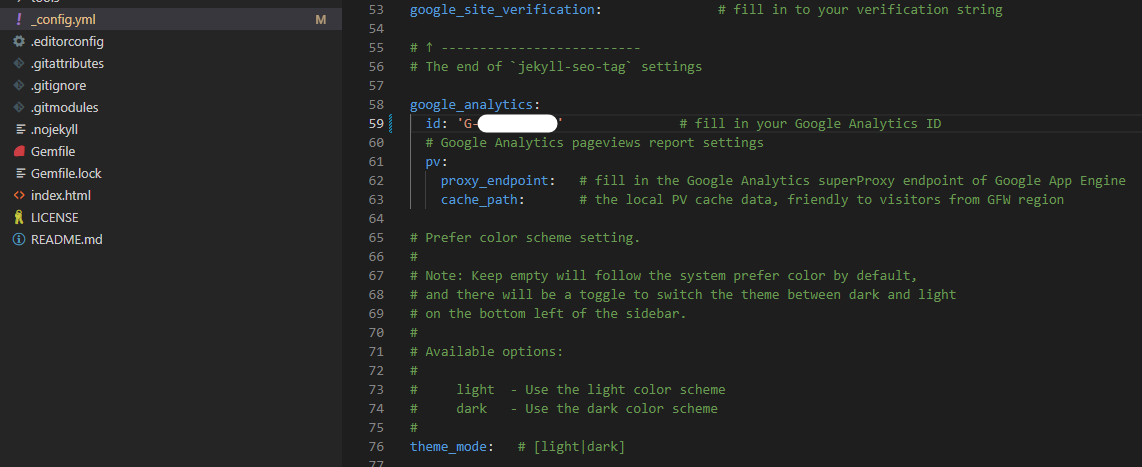 tools
_config.yml M
.editorconfig
.gitattributes
.gitignore
.gitmodules
.nojekyll
Gemfile
Gemfile.lock
index.html
LICENSE
README.md
53 google_site_verification: # fill in to your verification string
54
55 # ↑ --------------------------
56 # The end of `jekyll-seo-tag` settings
57
58 google_analytics:
59 id: 'G- ' # fill in your Google Analytics ID
60 # Google Analytics pageviews report settings
61 pv:
62 proxy_endpoint: # fill in the Google Analytics superProxy endpoint of Google App Engine
63 cache_path: # the local PV cache data, friendly to visitors from GFW region
64
65 # Prefer color scheme setting.
66 #
67 # Note: Keep empty will follow the system prefer color by default,
68 # and there will be a toggle to switch the theme between dark and light
69 # on the bottom left of the sidebar.
70 #
71 # Available options:
72 #
73 # light - Use the light color scheme
74 # dark - Use the dark color scheme
75 #
76 theme_mode: # [light|dark]
77